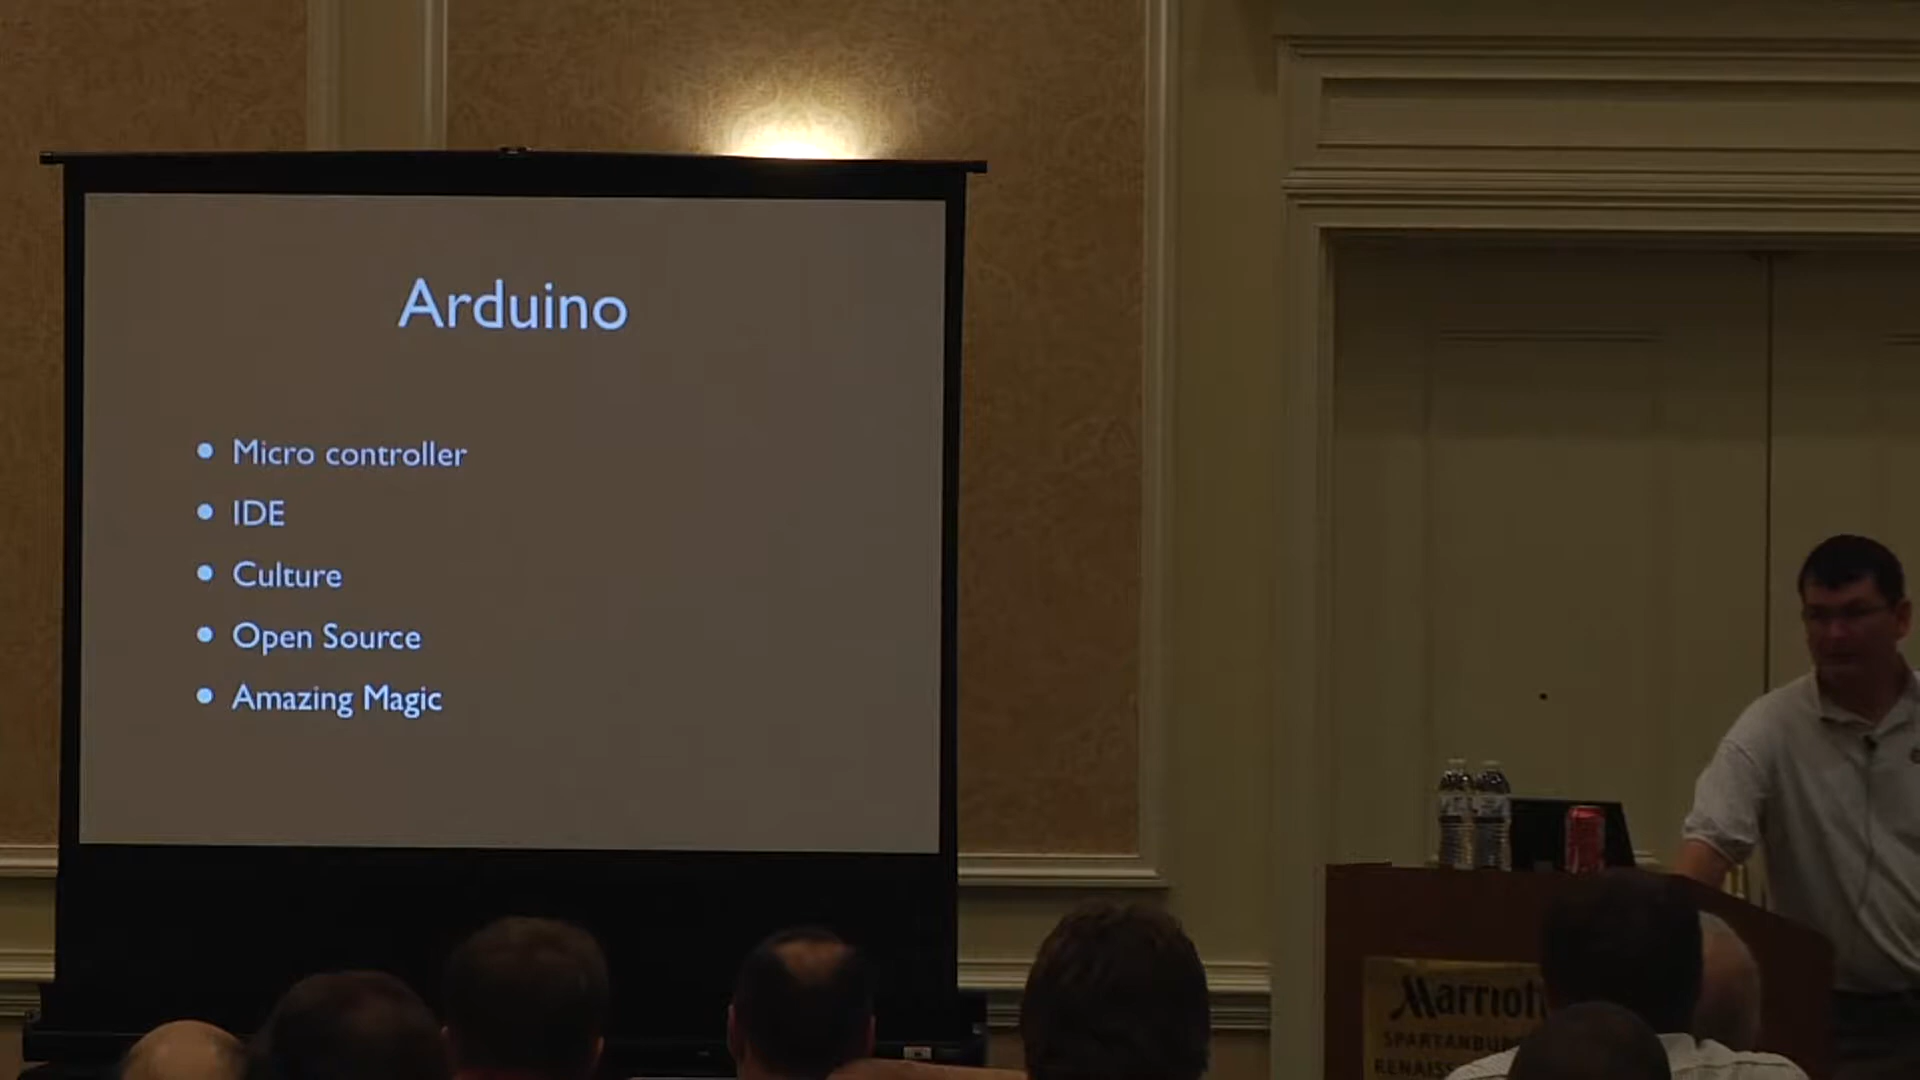 Arduino
Micro controller
IDE
Culture
Open Source
Amazing Magic
Marriott